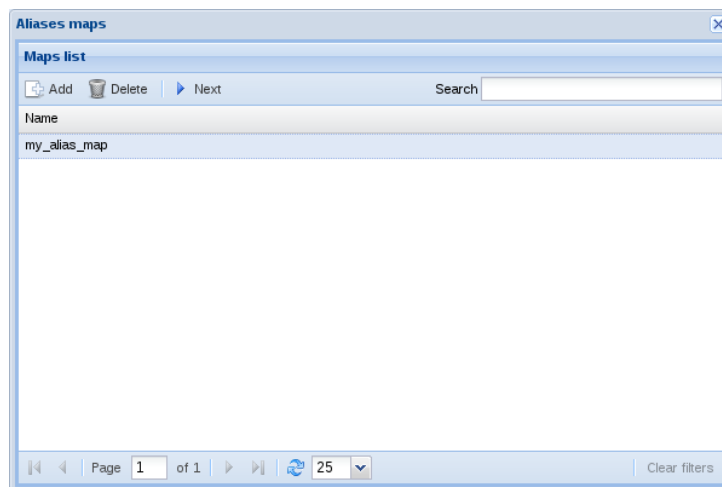 Aliases maps
Maps list
Add Delete Next Search
Name
my_alias_map
Page 1 of 1 25 Clear filters